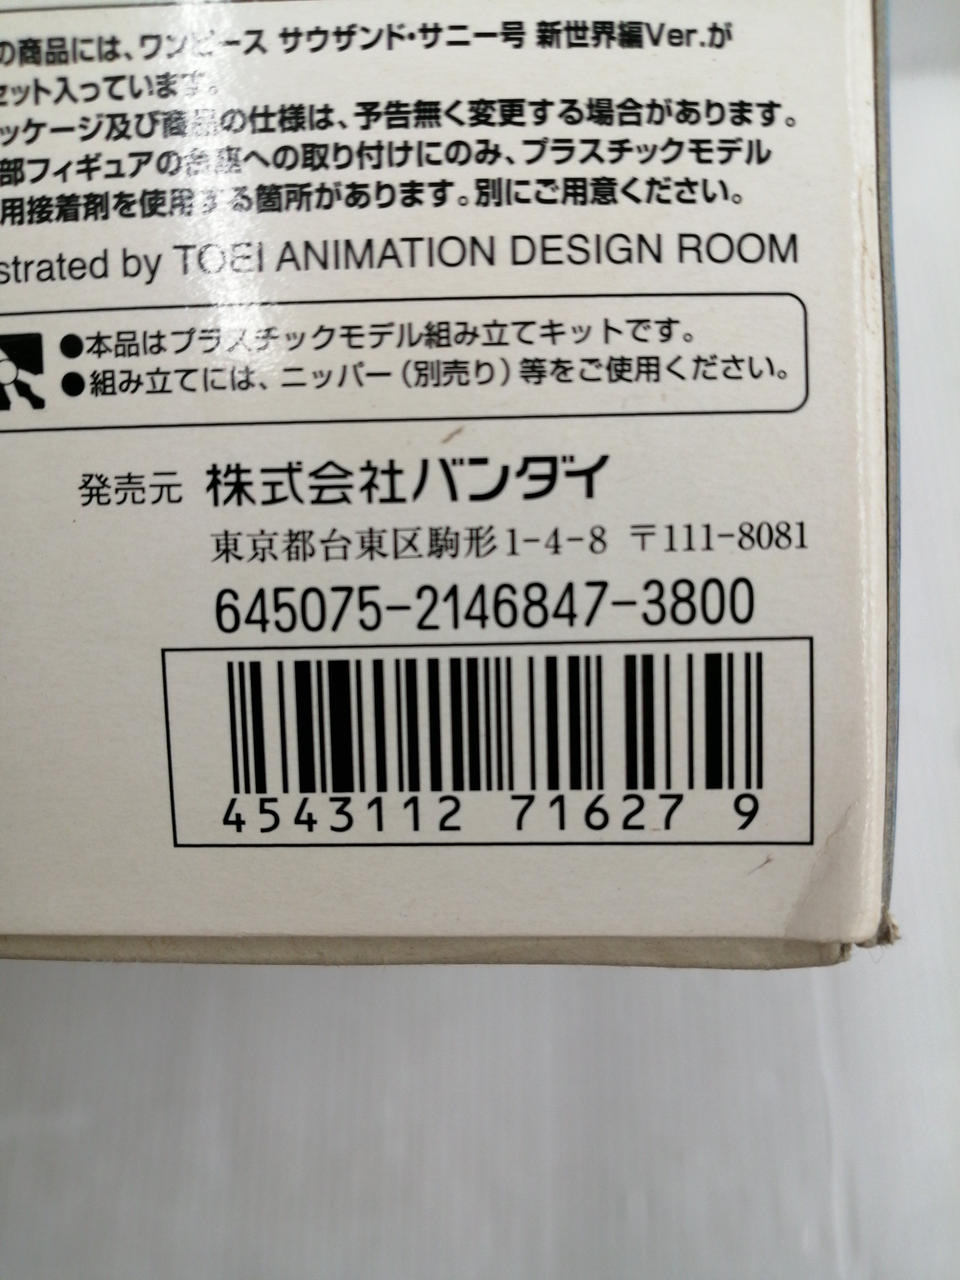 の商品には、ワンピース サウザンド・サニー号 新世界編Ver.が
セット入っています。
ッケージ及び商品の仕様は、予告無く変更する場合があります。
部フィギュアの台座への取り付けにのみ、プラスチックモデル
用接着剤を使用する箇所があります。別にご用意ください。
strated by TOEI ANIMATION DESIGN ROOM
●本品はプラスチックモデル組み立てキットです。
●組み立てには、ニッパー（別売り）等をご使用ください。
発売元 株式会社バンダイ
東京都台東区駒形1-4-8 〒111-8081
645075-2146847-3800
4543112 71627 9